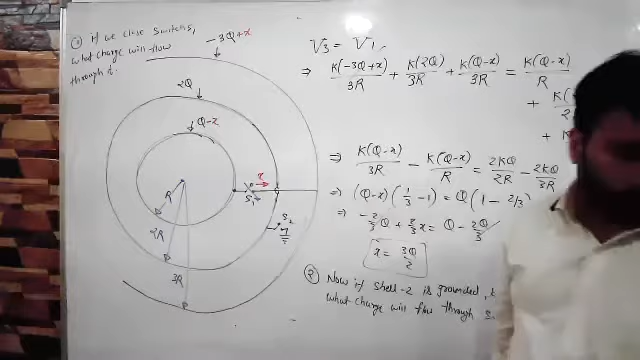 ① if we close switch S,
what charge will flow
through it.
-3Q+x
2Q
Q-x
R
2R
3R
x
S₁
S₂
V₃ = V₁
⇒ K(-3Q+x)/3R + K(2Q)/3R + K(Q-x)/3R = K(Q-x)/R
+ K(
+ K
⇒ K(Q-x)/3R - K(Q-x)/R = 2KQ/2R - 2KQ/3R
⇒ (Q-x)(1/3 - 1) = Q(1 - 2/3)
⇒ -2/3 Q + 2/3 x = Q - 2Q/3
x = 3Q/2
② Now if shell-2 is grounded,
what charge will flow through S